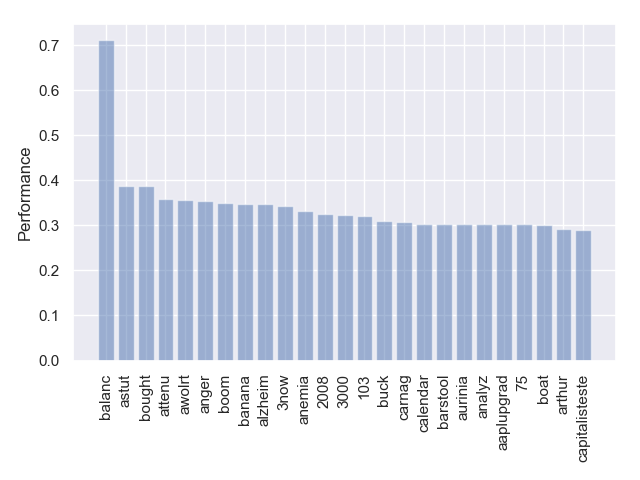 0.7
0.6
0.5
0.4
0.3
0.2
0.1
0.0
Performance
balanc
astut
bought
attenu
awolrt
anger
boom
banana
alzheim
3now
anemia
2008
3000
103
buck
carnag
calendar
barstool
aurinia
analyz
aaplupgrad
75
boat
arthur
capitalisteste